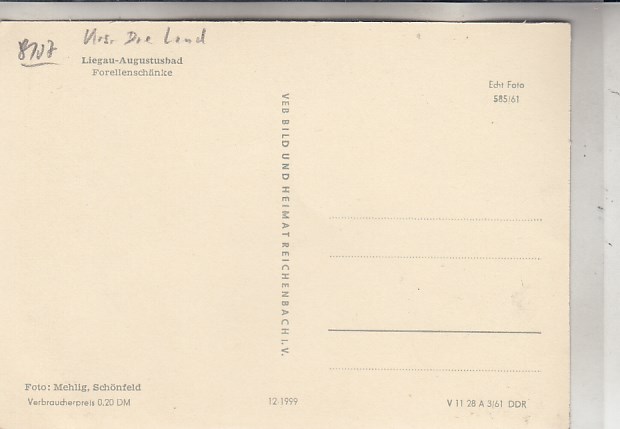 8107 Krs. Dre Land
Liegau-Augustusbad
Forellenschänke
Echt Foto
585/61
VEB BILD UND HEIMAT REICHENBACH I. V.
Foto: Mehlig, Schönfeld
Verbraucherpreis 0,20 DM
12-1999
V 11 28 A 3/61 DDR